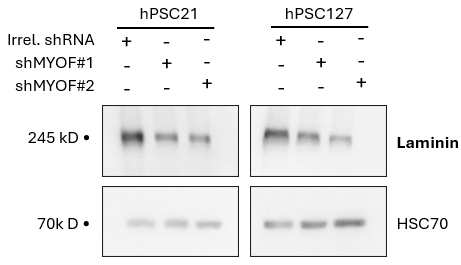 hPSC21 hPSC127
Irrel. shRNA + - - + - -
shMYOF#1 - + - - + -
shMYOF#2 - - + - - +
245 kD • Laminin
70k D • HSC70